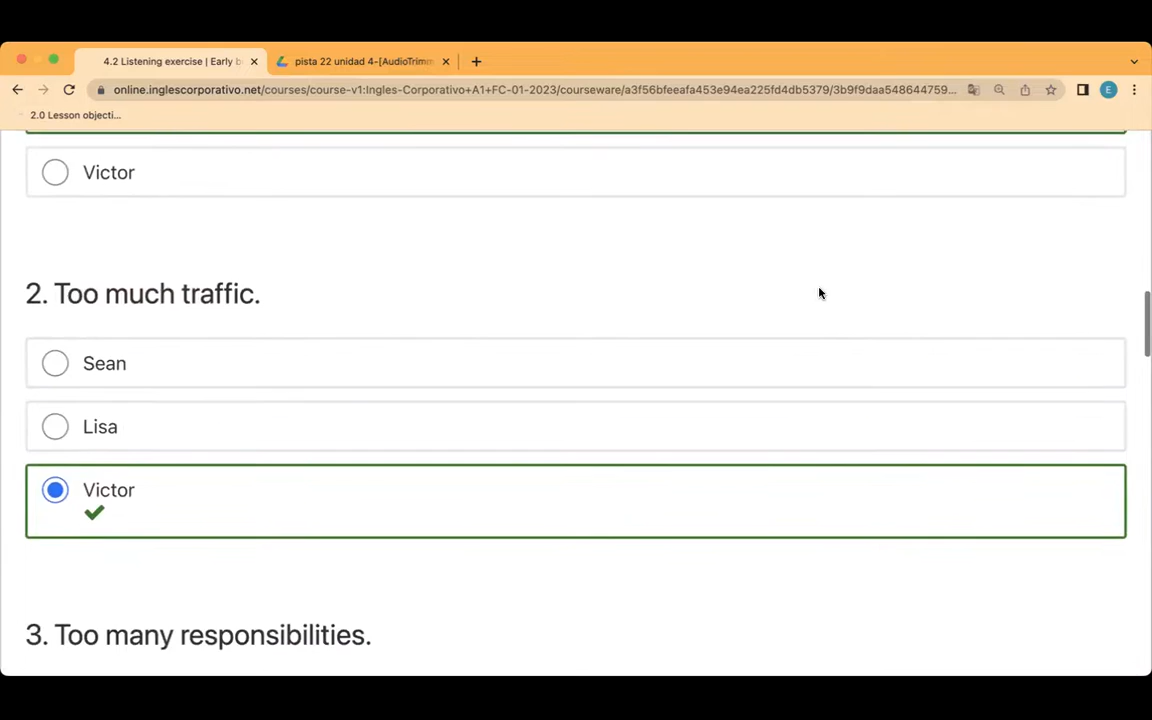 4.2 Listening exercise | Early b
pista 22 unidad 4-[AudioTrimm
online.inglescorporativo.net/courses/course-v1:Ingles-Corporativo+A1+FC-01-2023/courseware/a3f56bfeeafa453e94ea225fd4db5379/3b9f9daa548644759...
E
2.0 Lesson objecti...
Victor
2. Too much traffic.
Sean
Lisa
Victor
3. Too many responsibilities.